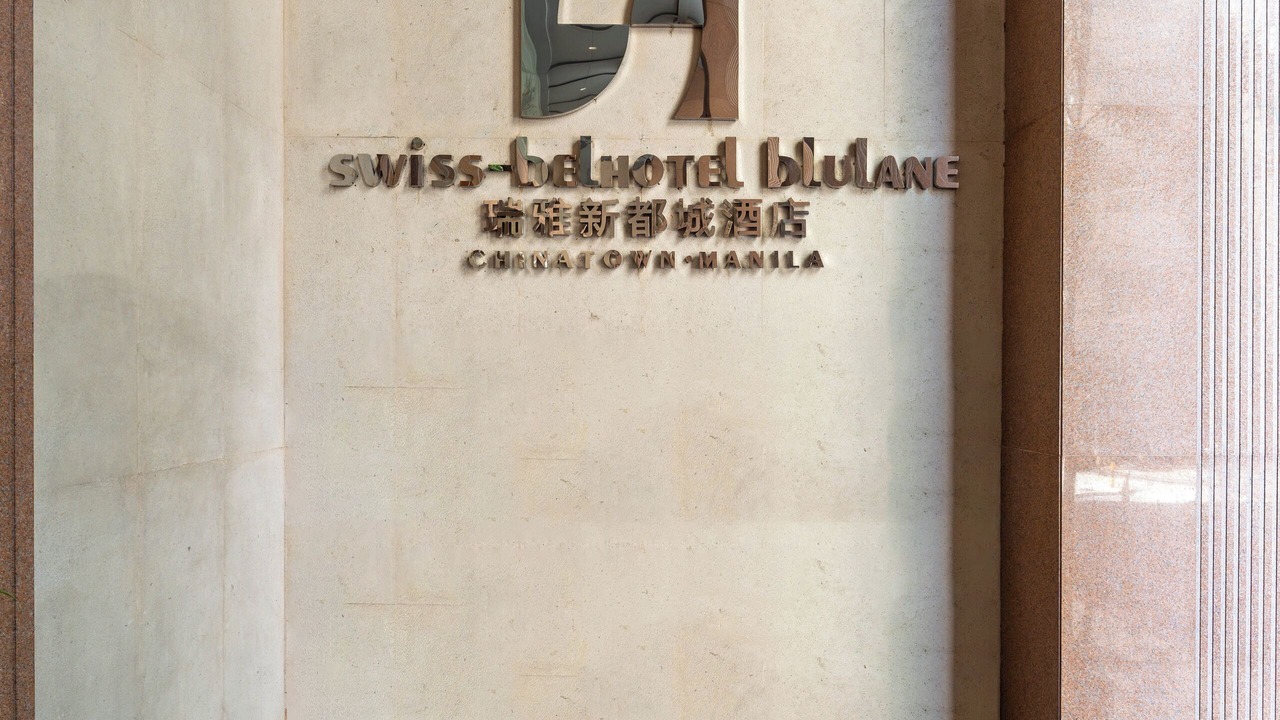 swiss-belHOTEL blulANE
瑞雅新都城酒店
CHINATOWN·MANILA